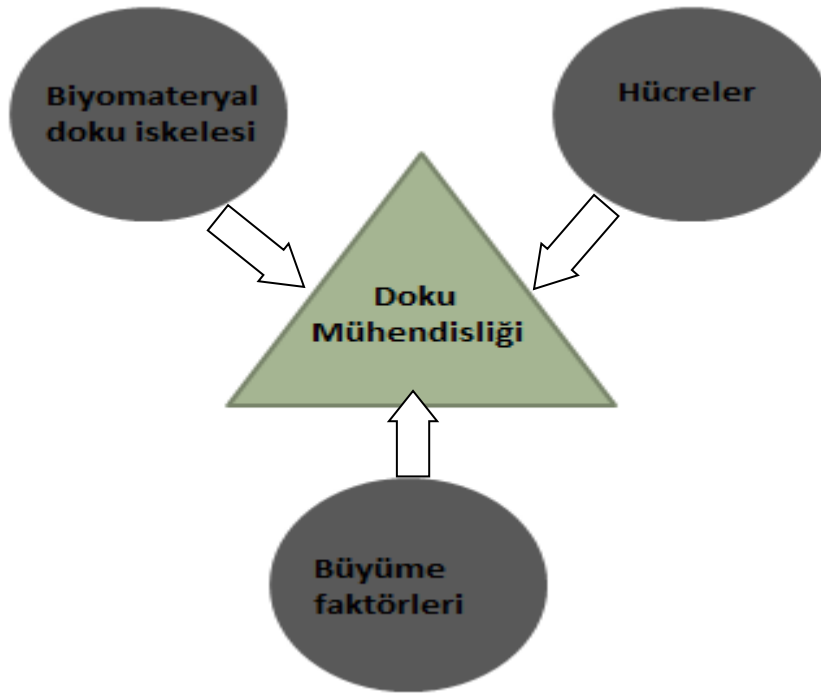 Biyomateryal
doku iskelesi
Hücreler
Doku
Mühendisliği
Büyüme
faktörleri